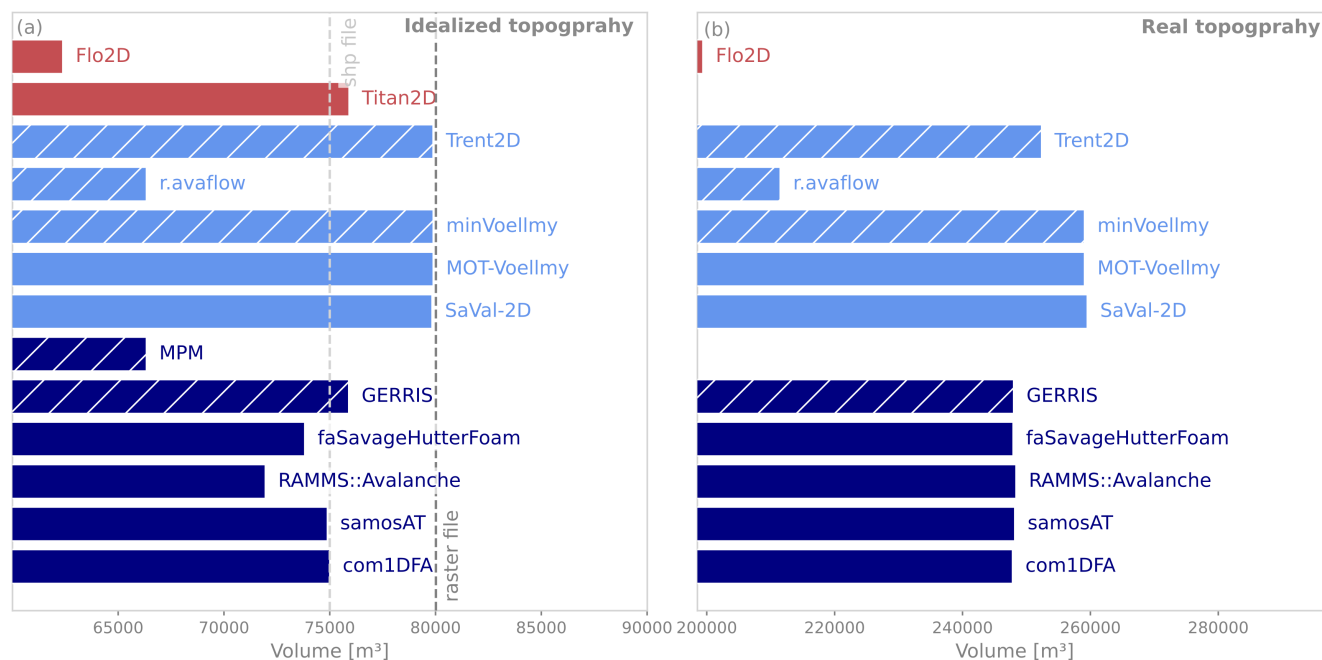 (a)
Idealized topogprahy
shp file
Flo2D
Titan2D
Trent2D
r.avaflow
minVoellmy
MOT-Voellmy
SaVal-2D
MPM
GERRIS
faSavageHutterFoam
RAMMS::Avalanche
samosAT
com1DFA
raster file
65000 70000 75000 80000 85000 90000
Volume [m³]
(b)
Real topogprahy
Flo2D
Trent2D
r.avaflow
minVoellmy
MOT-Voellmy
SaVal-2D
GERRIS
faSavageHutterFoam
RAMMS::Avalanche
samosAT
com1DFA
200000 220000 240000 260000 280000
Volume [m³]